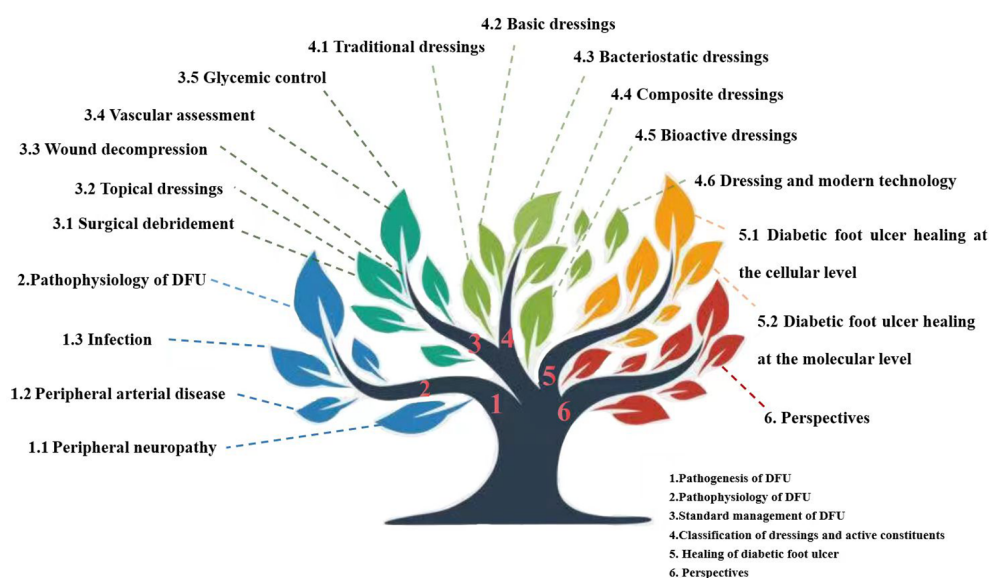 4.2 Basic dressings
4.1 Traditional dressings
4.3 Bacteriostatic dressings
3.5 Glycemic control
4.4 Composite dressings
3.4 Vascular assessment
4.5 Bioactive dressings
3.3 Wound decompression
3.2 Topical dressings
4.6 Dressing and modern technology
3.1 Surgical debridement
5.1 Diabetic foot ulcer healing at
the cellular level
2.Pathophysiology of DFU
5.2 Diabetic foot ulcer healing
at the molecular level
1.3 Infection
1.2 Peripheral arterial disease
6. Perspectives
1.1 Peripheral neuropathy
3
4
5
2
1
6
1.Pathogenesis of DFU
2.Pathophysiology of DFU
3.Standard management of DFU
4.Classification of dressings and active constituents
5. Healing of diabetic foot ulcer
6. Perspectives